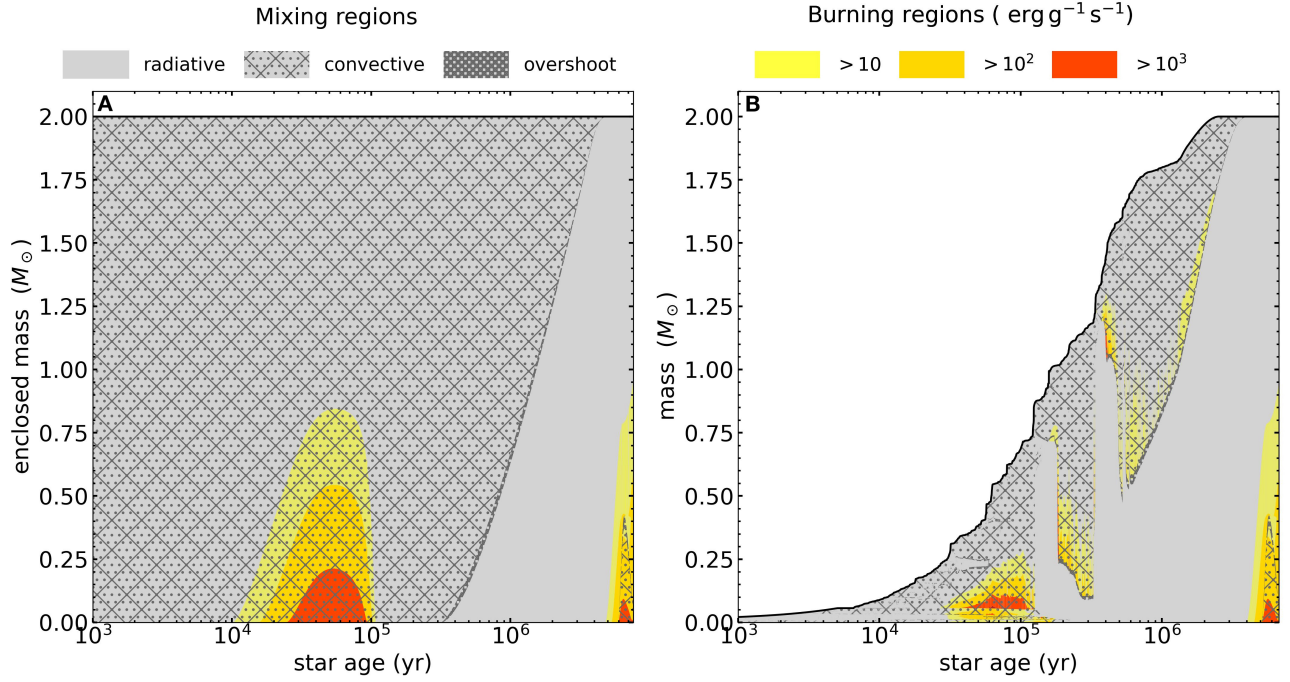 Mixing regions
radiative convective overshoot
Burning regions ( erg g⁻¹ s⁻¹)
> 10 > 10² > 10³
A
2.00
1.75
1.50
1.25
1.00
0.75
0.50
0.25
0.00
enclosed mass (M⊙)
10³ 10⁴ 10⁵ 10⁶
star age (yr)
B
2.00
1.75
1.50
1.25
1.00
0.75
0.50
0.25
0.00
mass (M⊙)
10³ 10⁴ 10⁵ 10⁶
star age (yr)